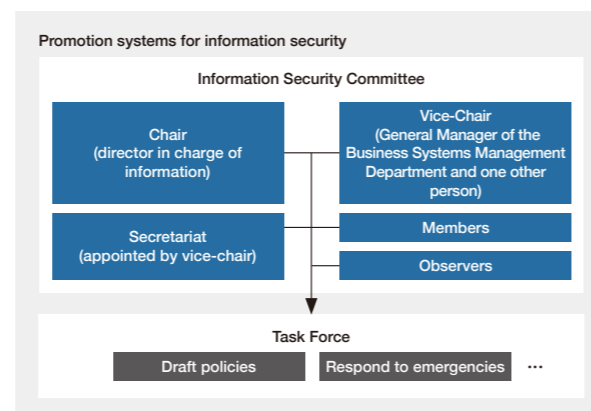 Promotion systems for information security
Information Security Committee
Chair
(director in charge of
information)
Vice-Chair
(General Manager of the
Business Systems Management
Department and one other
person)
Secretariat
(appointed by vice-chair)
Members
Observers
Task Force
Draft policies
Respond to emergencies
...